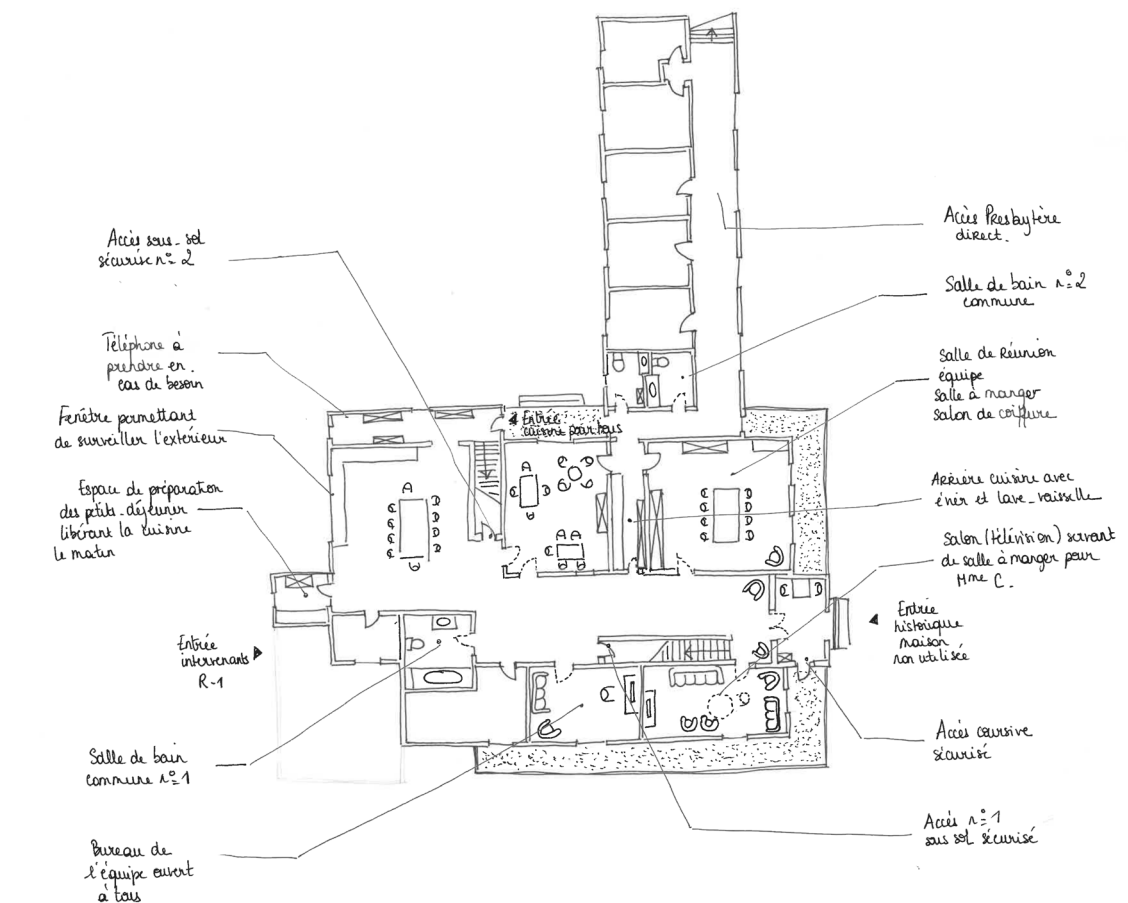 Accès sous-sol
sécurisé n°2
Téléphone à
prendre en
cas de besoin
Fenêtre permettant
de surveiller l'extérieur
Espace de préparation
des petits-déjeuner
libérant la cuisine
le matin
Entrée
intervenants
R-1
Salle de bain
commune n°1
Bureau de
l'équipe ouvert
à tous
Entrée
cuisine pour tous
Accès Presbytère
direct.
Salle de bain n°2
commune
Salle de Réunion
équipe
Salle à manger
Salon de coiffure
Arrière cuisine avec
évier et lave-vaisselle
Salon (télévision) servant
de salle à manger pour
Mme C.
Entrée
historique
maison
non utilisée
Accès coursive
sécurisé
Accès n°1
sous sol sécurisé